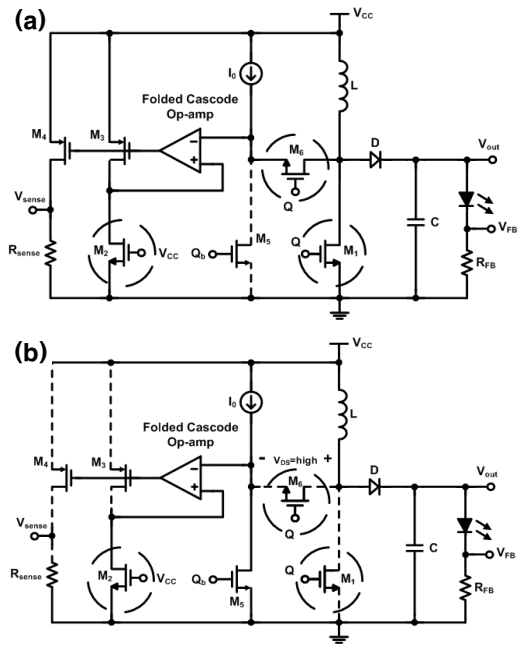 (a)
VCC
I0
L
Folded Cascode
Op-amp
M4
M3
M6
D
Vout
Vsense
Q
C
VFB
Rsense
M2
VCC
Qb
M5
Q
M1
RFB
(b)
VCC
I0
L
Folded Cascode
Op-amp
- VDS=high +
M4
M3
M6
D
Vout
Vsense
Q
C
VFB
Rsense
M2
VCC
Qb
M5
Q
M1
RFB